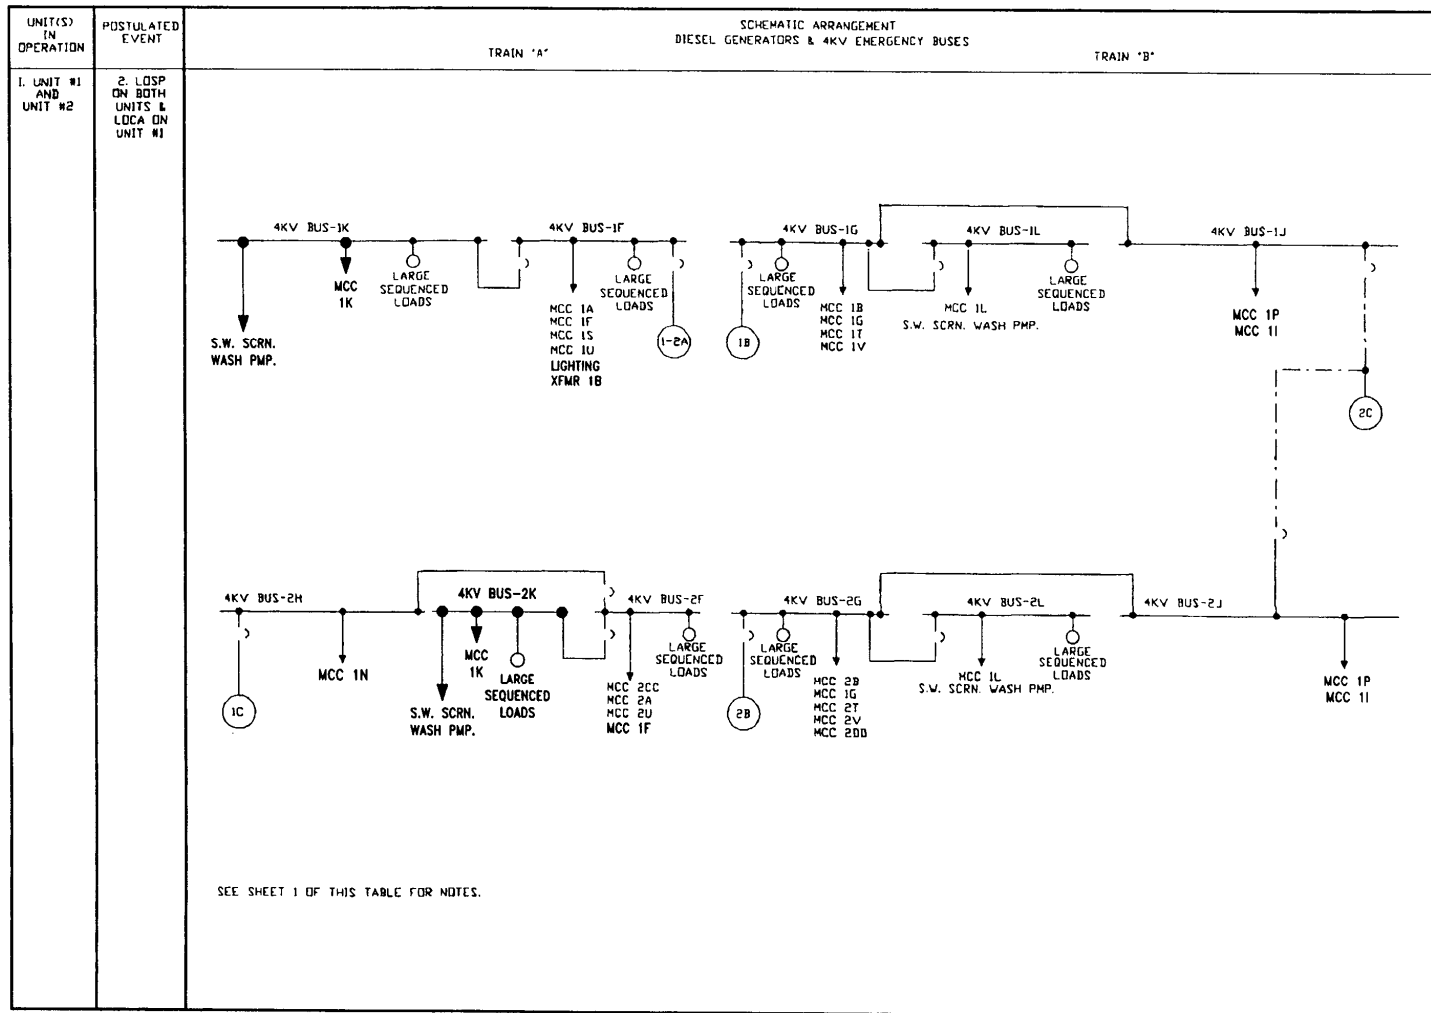 UNIT(S)
IN
OPERATION
POSTULATED
EVENT
SCHEMATIC ARRANGEMENT
DIESEL GENERATORS & 4KV EMERGENCY BUSES
TRAIN "A"
TRAIN "B"
1. UNIT #1
AND
UNIT #2
2. LOSP
ON BOTH
UNITS &
LOCA ON
UNIT #1
4KV BUS-1K
S.W. SCRN.
WASH PMP.
MCC
1K
LARGE
SEQUENCED
LOADS
4KV BUS-1F
MCC 1A
MCC 1F
MCC 1S
MCC 1U
LIGHTING
XFMR 1B
LARGE
SEQUENCED
LOADS
1-2A
4KV BUS-1G
1B
LARGE
SEQUENCED
LOADS
MCC 1B
MCC 1G
MCC 1T
MCC 1V
4KV BUS-1L
MCC 1L
S.W. SCRN. WASH PMP.
LARGE
SEQUENCED
LOADS
4KV BUS-1J
MCC 1P
MCC 1I
2C
4KV BUS-2H
1C
MCC 1N
4KV BUS-2K
S.W. SCRN.
WASH PMP.
MCC
1K
LARGE
SEQUENCED
LOADS
4KV BUS-2F
MCC 2CC
MCC 2A
MCC 2U
MCC 1F
LARGE
SEQUENCED
LOADS
4KV BUS-2G
2B
LARGE
SEQUENCED
LOADS
MCC 2B
MCC 1G
MCC 2T
MCC 2V
MCC 2DD
4KV BUS-2L
MCC 1L
S.W. SCRN. WASH PMP.
LARGE
SEQUENCED
LOADS
4KV BUS-2J
MCC 1P
MCC 1I
SEE SHEET 1 OF THIS TABLE FOR NOTES.